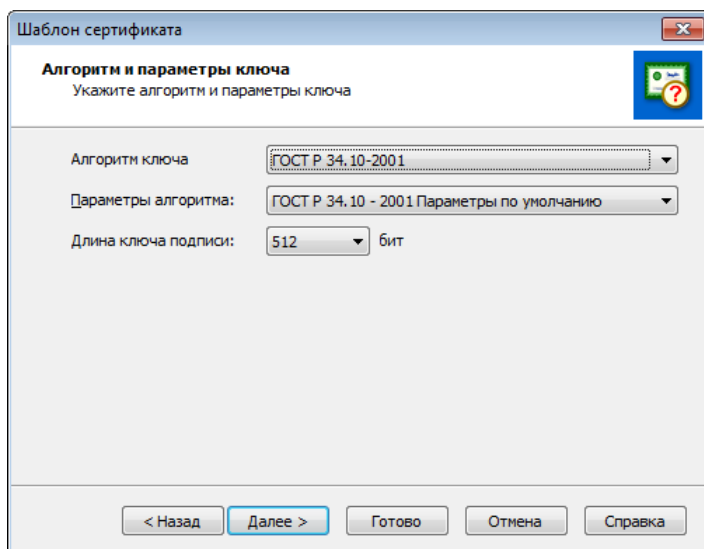 Шаблон сертификата
Алгоритм и параметры ключа
Укажите алгоритм и параметры ключа
Алгоритм ключа ГОСТ Р 34.10-2001
Параметры алгоритма: ГОСТ Р 34.10 - 2001 Параметры по умолчанию
Длина ключа подписи: 512 бит
< Назад Далее > Готово Отмена Справка